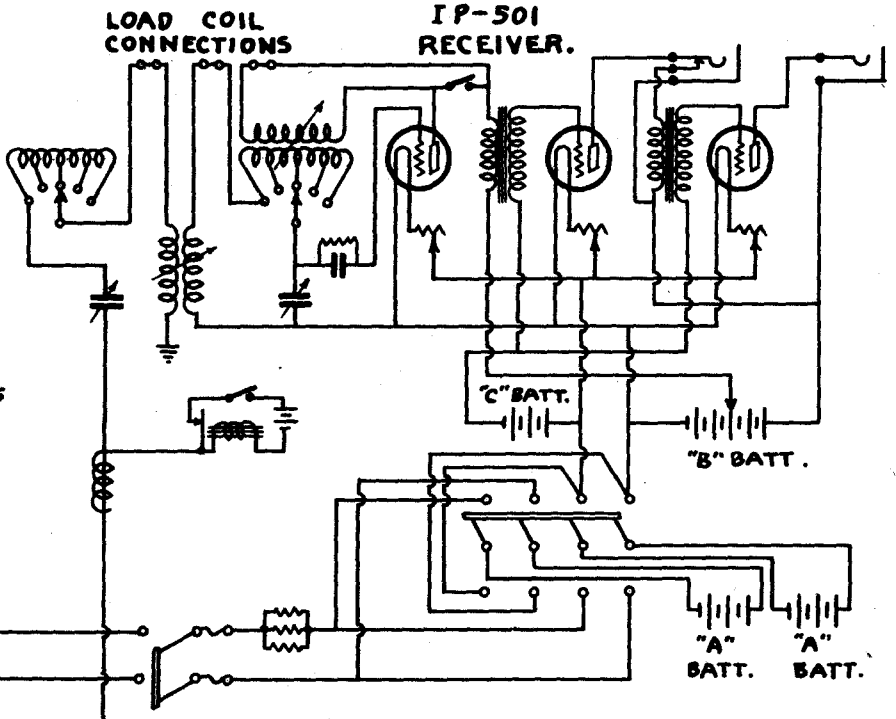 LOAD COIL
CONNECTIONS
IP-501
RECEIVER.
"C" BATT.
"B" BATT.
"A"
BATT.
"A"
BATT.